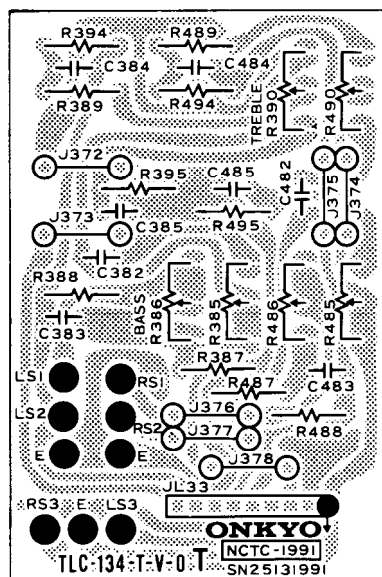 R394 R489
C384 C484
R389 R494
TREBLE R390 R490
J372
R395 C485 C482 J375 J374
J373 C385 R495
C382
R388
C383
BASS R386 R385 R486 R485
R387
LS1 RS1 R487 C483
LS2 RS2 J376
J377 R488
E E J378
JL33
RS3 E LS3
ONKYO
NCTC-1991
TLC-134-T-V-0 T SN25131991